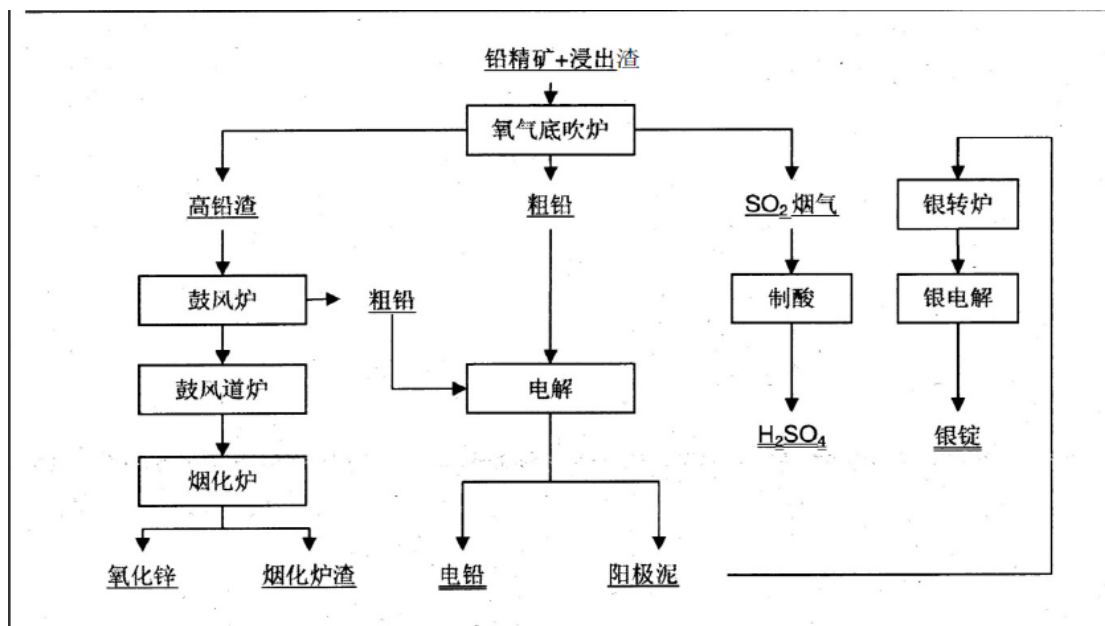 铅精矿+浸出渣
氧气底吹炉
高铅渣
粗铅
SO2烟气
银转炉
鼓风炉
粗铅
制酸
银电解
鼓风道炉
电解
H2SO4
银锭
烟化炉
氧化锌
烟化炉渣
电铅
阳极泥